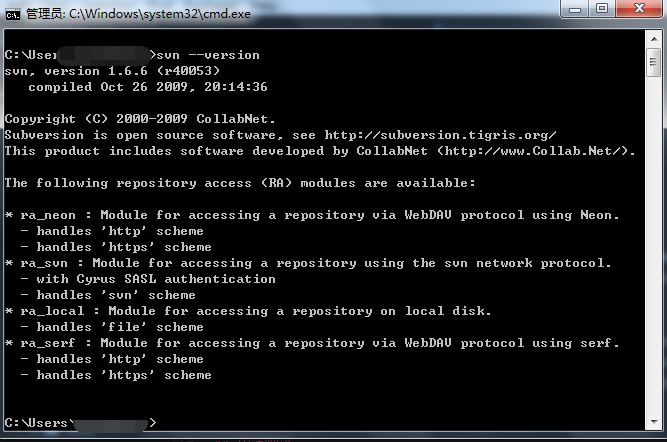 管理员: C:\Windows\system32\cmd.exe
C:\User >svn --version
svn, version 1.6.6 (r40053)
compiled Oct 26 2009, 20:14:36
Copyright (C) 2000-2009 CollabNet.
Subversion is open source software, see http://subversion.tigris.org/
This product includes software developed by CollabNet (http://www.Collab.Net/).
The following repository access (RA) modules are available:
* ra_neon : Module for accessing a repository via WebDAV protocol using Neon.
- handles 'http' scheme
- handles 'https' scheme
* ra_svn : Module for accessing a repository using the svn network protocol.
- with Cyrus SASL authentication
- handles 'svn' scheme
* ra_local : Module for accessing a repository on local disk.
- handles 'file' scheme
* ra_serf : Module for accessing a repository via WebDAV protocol using serf.
- handles 'http' scheme
- handles 'https' scheme
C:\Users\ >